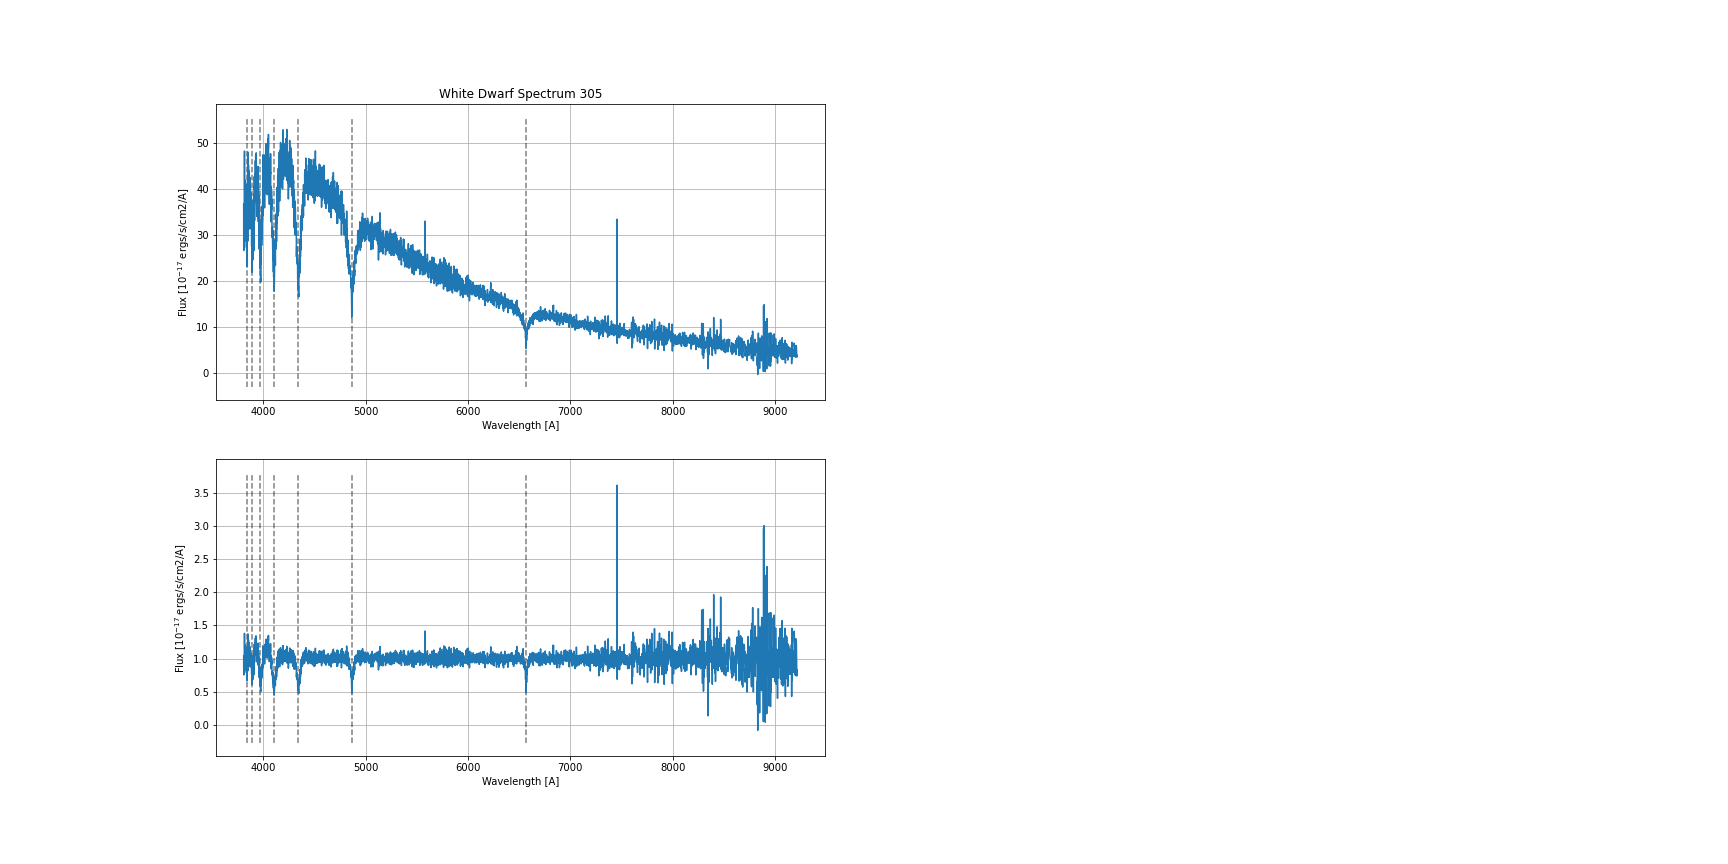 White Dwarf Spectrum 305
Flux [10⁻¹⁷ ergs/s/cm2/A]
50
40
30
20
10
0
4000 5000 6000 7000 8000 9000
Wavelength [A]
Flux [10⁻¹⁷ ergs/s/cm2/A]
3.5
3.0
2.5
2.0
1.5
1.0
0.5
0.0
4000 5000 6000 7000 8000 9000
Wavelength [A]